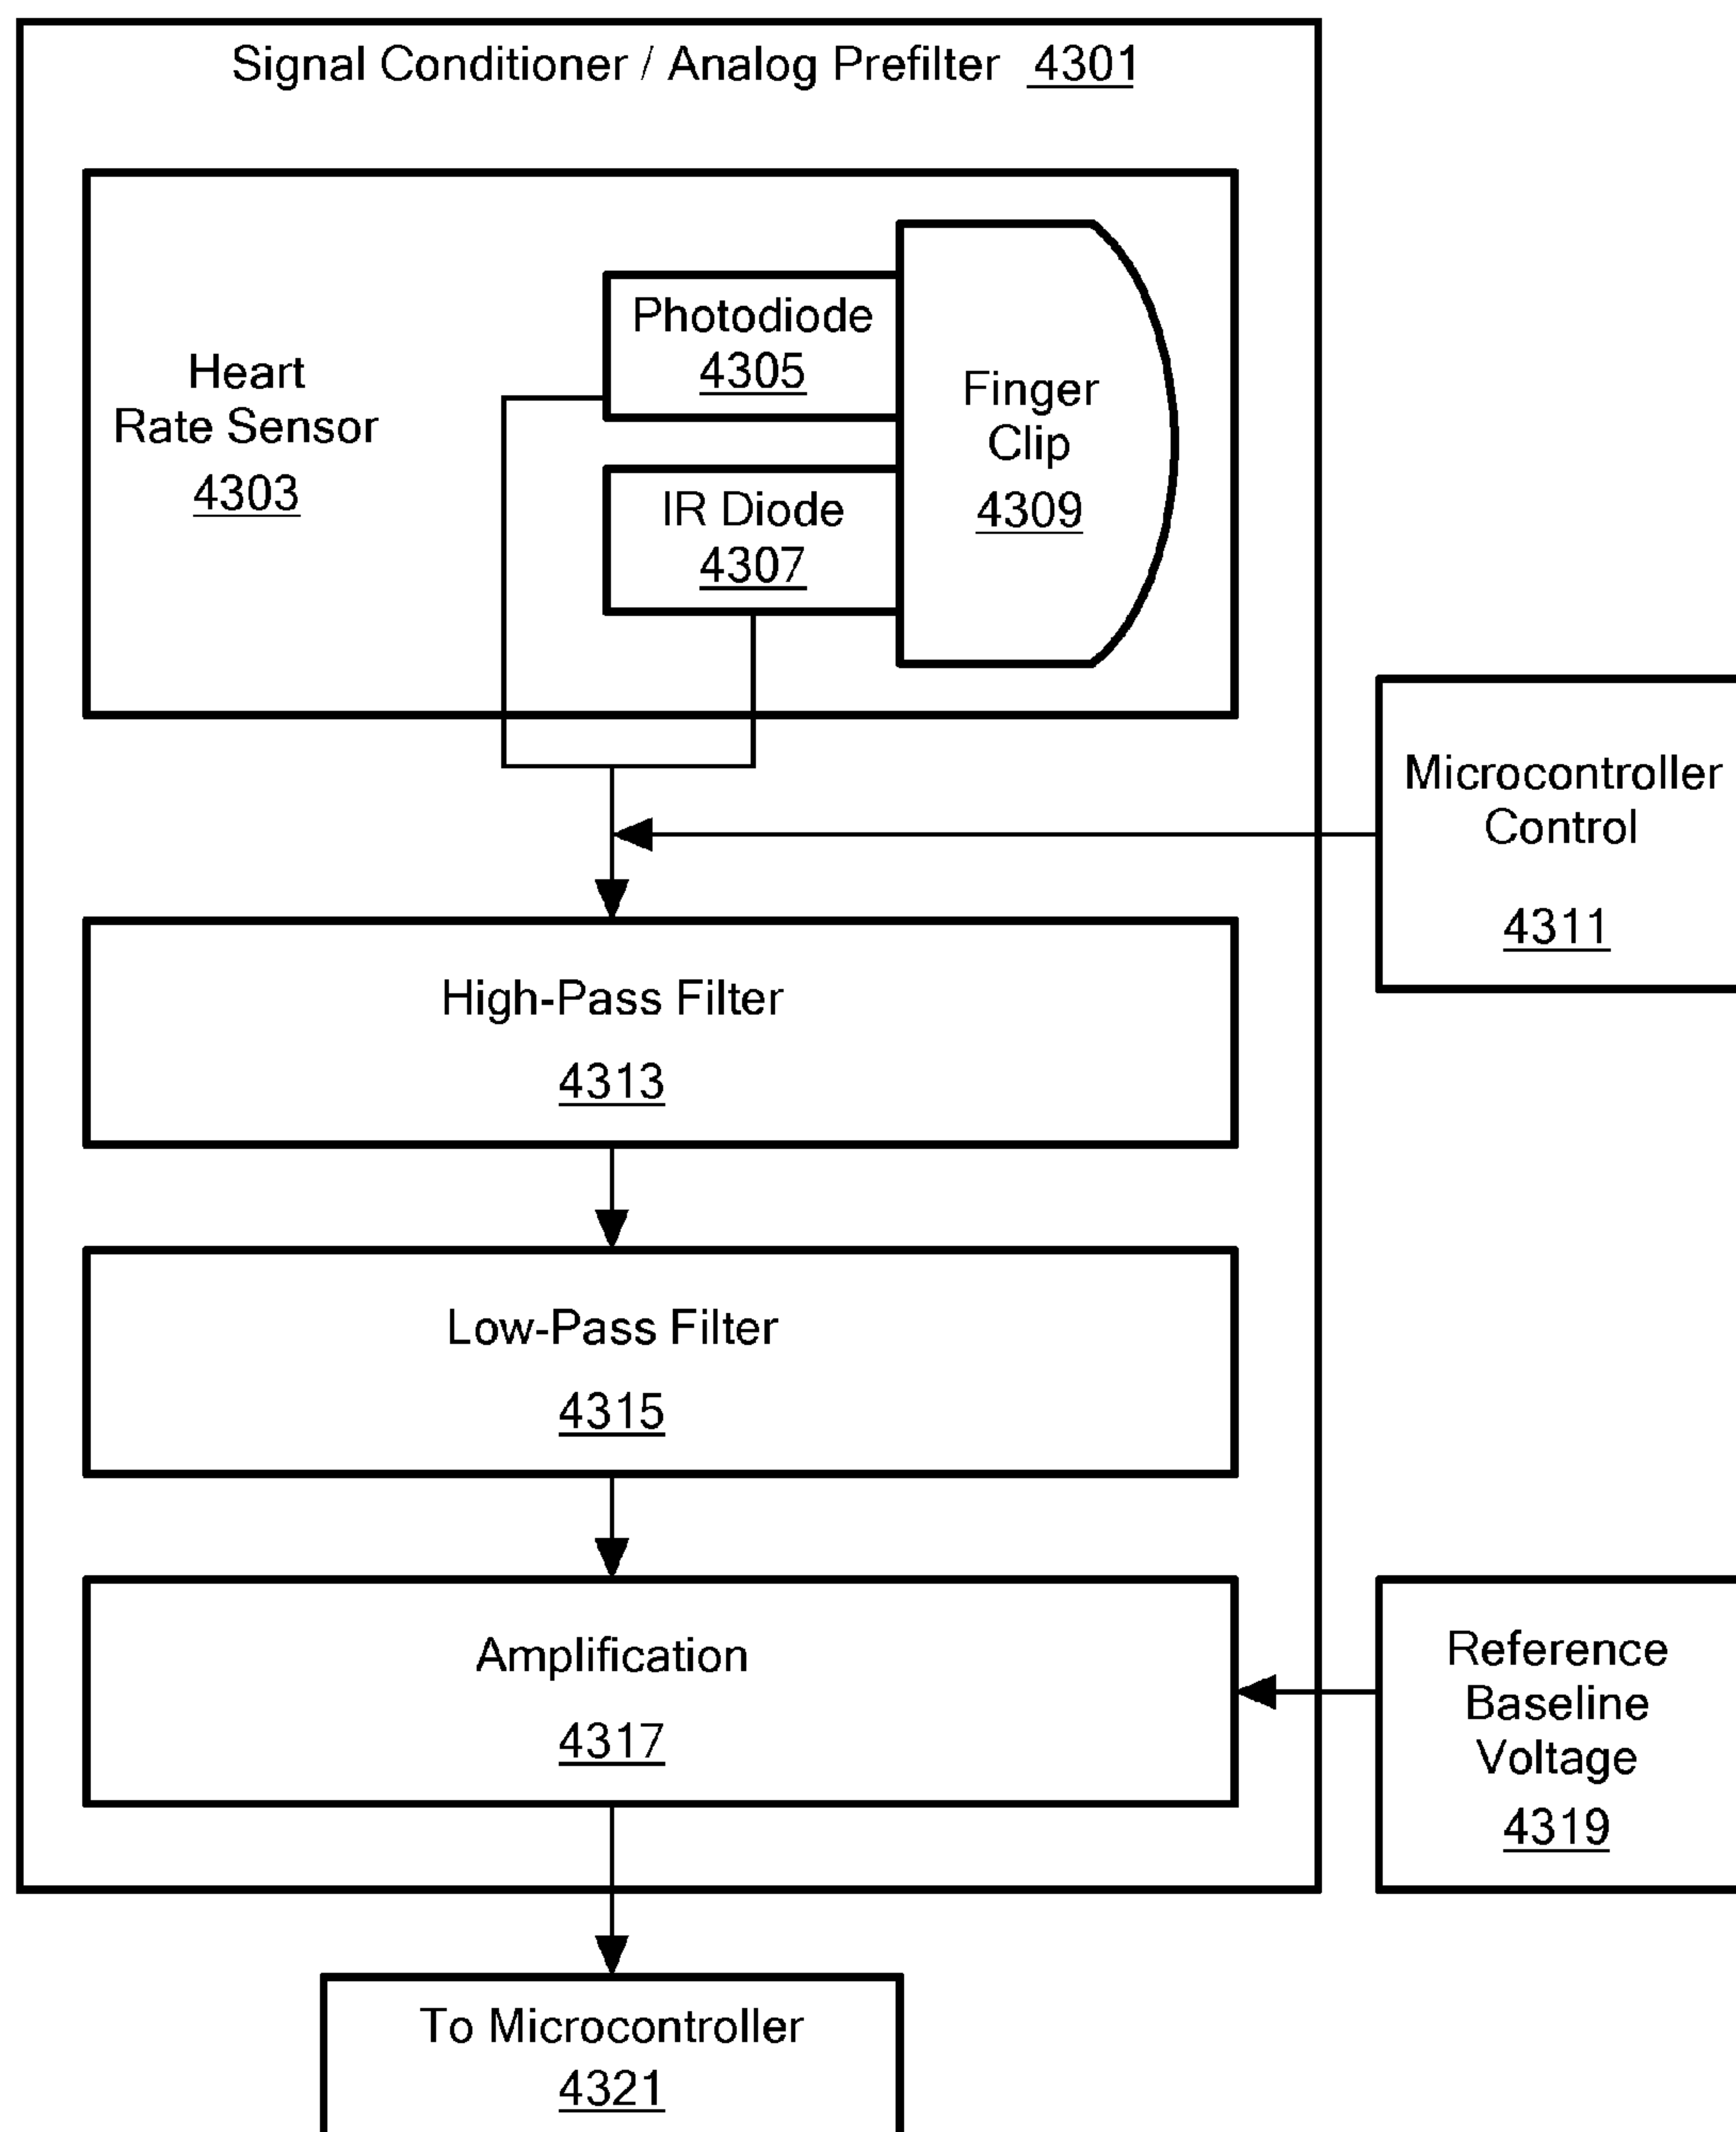 Signal Conditioner / Analog Prefilter 4301
Heart
Rate Sensor
4303
Photodiode
4305
IR Diode
4307
Finger
Clip
4309
Microcontroller
Control
4311
High-Pass Filter
4313
Low-Pass Filter
4315
Amplification
4317
Reference
Baseline
Voltage
4319
To Microcontroller
4321